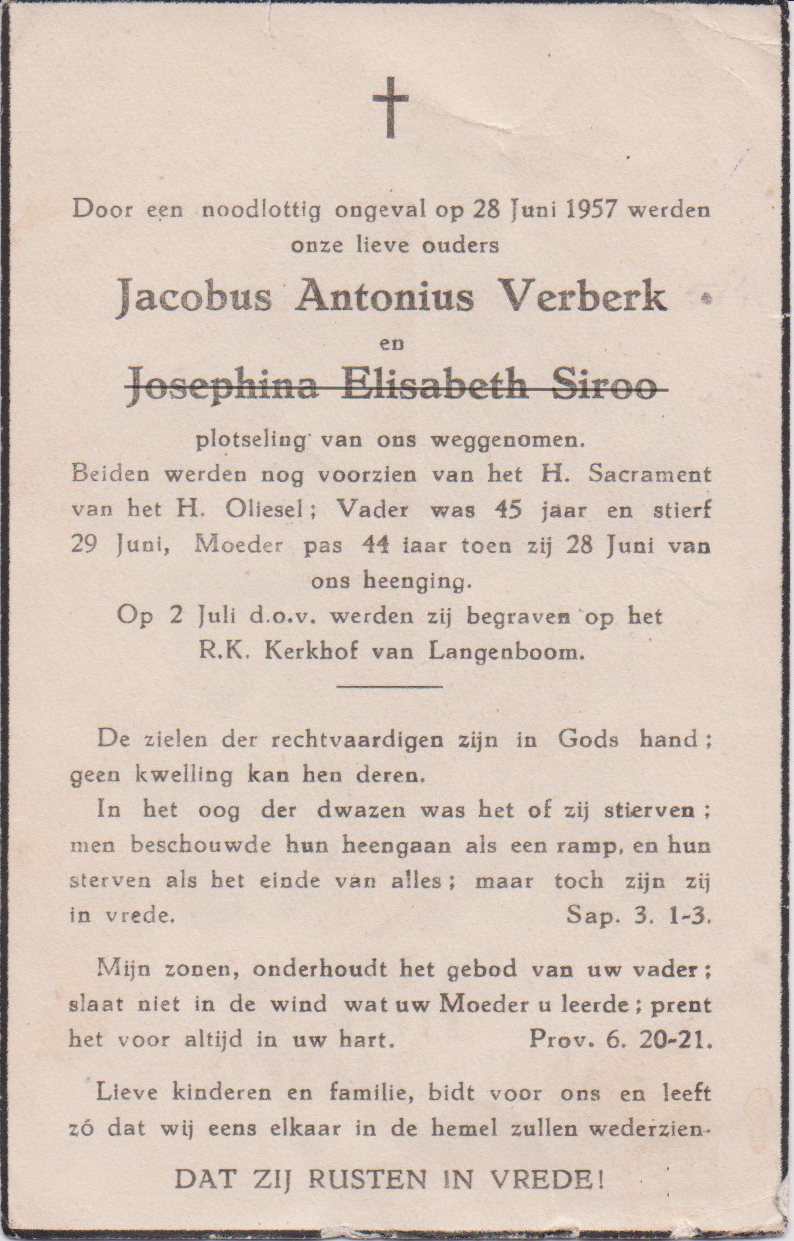 Door een noodlottig ongeval op 28 Juni 1957 werden
onze lieve ouders
Jacobus Antonius Verberk
en
Josephina Elisabeth Siroo
plotseling van ons weggenomen.
Beiden werden nog voorzien van het H. Sacrament
van het H. Oliesel; Vader was 45 jaar en stierf
29 Juni, Moeder pas 44 iaar toen zij 28 Juni van
ons heenging.
Op 2 Juli d.o.v. werden zij begraven op het
R.K. Kerkhof van Langenboom.
De zielen der rechtvaardigen zijn in Gods hand;
geen kwelling kan hen deren.
In het oog der dwazen was het of zij stierven;
men beschouwde hun heengaan als een ramp, en hun
sterven als het einde van alles; maar toch zijn zij
in vrede. Sap. 3. 1-3.
Mijn zonen, onderhoudt het gebod van uw vader;
slaat niet in de wind wat uw Moeder u leerde; prent
het voor altijd in uw hart. Prov. 6. 20-21.
Lieve kinderen en familie, bidt voor ons en leeft
zó dat wij eens elkaar in de hemel zullen wederzien.
DAT ZIJ RUSTEN IN VREDE!